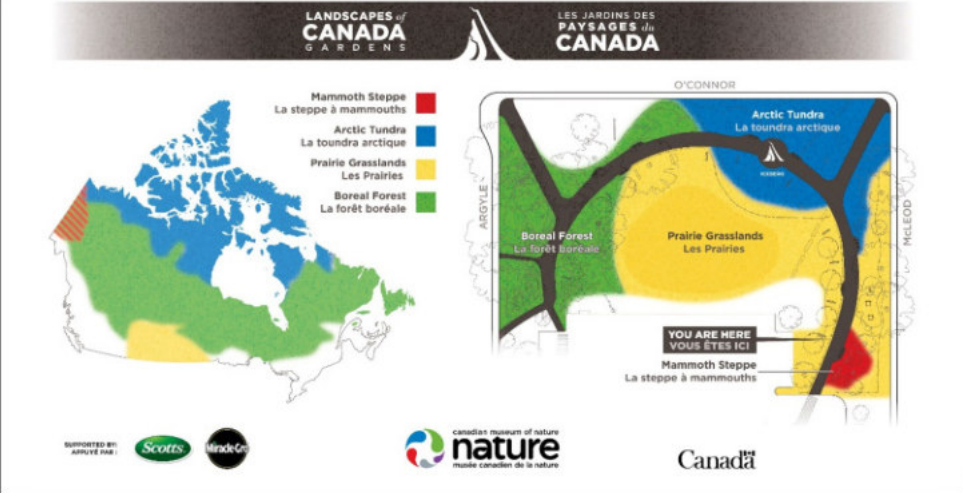 LANDSCAPES of
CANADA
GARDENS
LES JARDINS DES
PAYSAGES du
CANADA
Mammoth Steppe
La steppe à mammouths
Arctic Tundra
La toundra arctique
Prairie Grasslands
Les Prairies
Boreal Forest
La forêt boréale
O'CONNOR
ARGYLE
McLEOD
Arctic Tundra
La toundra arctique
ICEBERG
Boreal Forest
La forêt boréale
Prairie Grasslands
Les Prairies
YOU ARE HERE
VOUS ÊTES ICI
Mammoth Steppe
La steppe à mammouths
SUPPORTED BY:
APPUYÉ PAR :
Scotts
Miracle-Gro
canadian museum of nature
nature
musée canadien de la nature
Canada